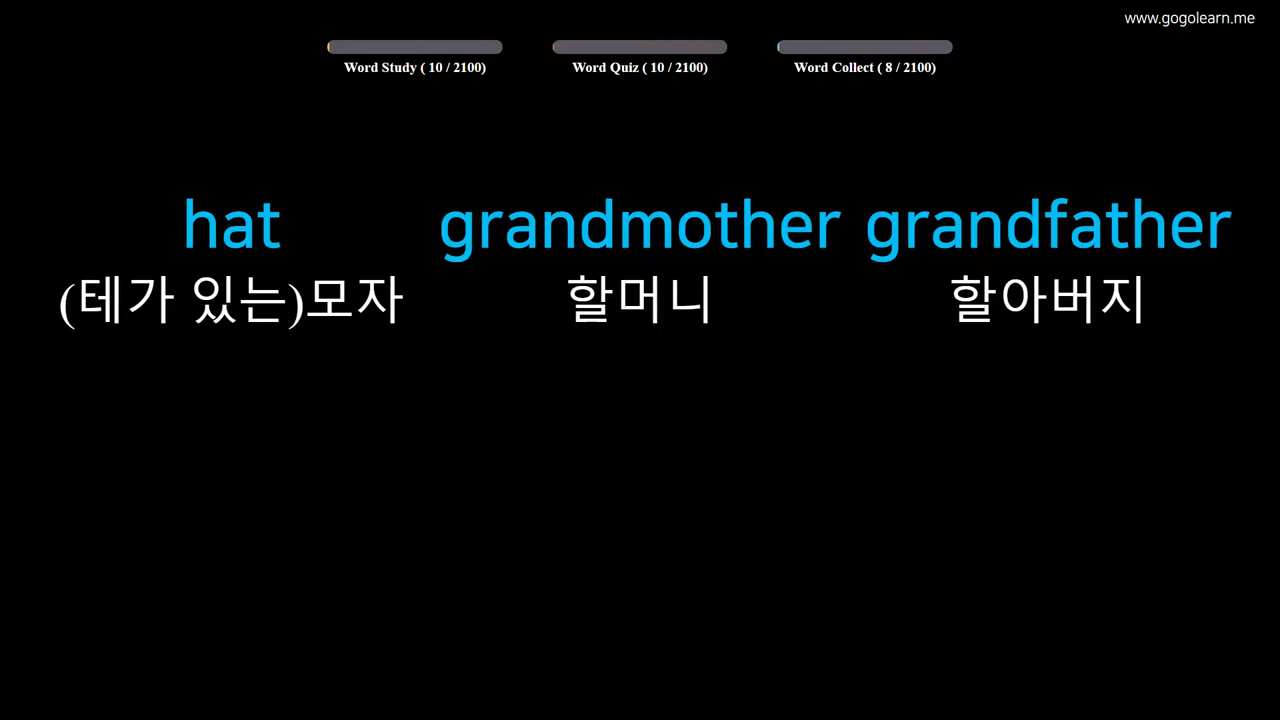 www.gogolearn.me
Word Study ( 10 / 2100) Word Quiz ( 10 / 2100) Word Collect ( 8 / 2100)
hat grandmother grandfather
(테가 있는)모자 할머니 할아버지